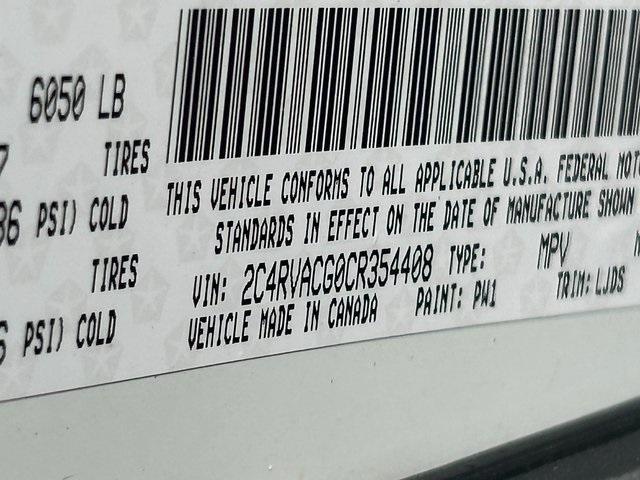 6050 LB
TIRES
PSI) COLD
TIRES
PSI) COLD
THIS VEHICLE CONFORMS TO ALL APPLICABLE U.S.A. FEDERAL
STANDARDS IN EFFECT ON THE DATE OF MANUFACTURE SHOWN
VIN: 2C4RVACG0CR354408 TYPE: MPV
VEHICLE MADE IN CANADA PAINT: PW1 TRIM: LJDS